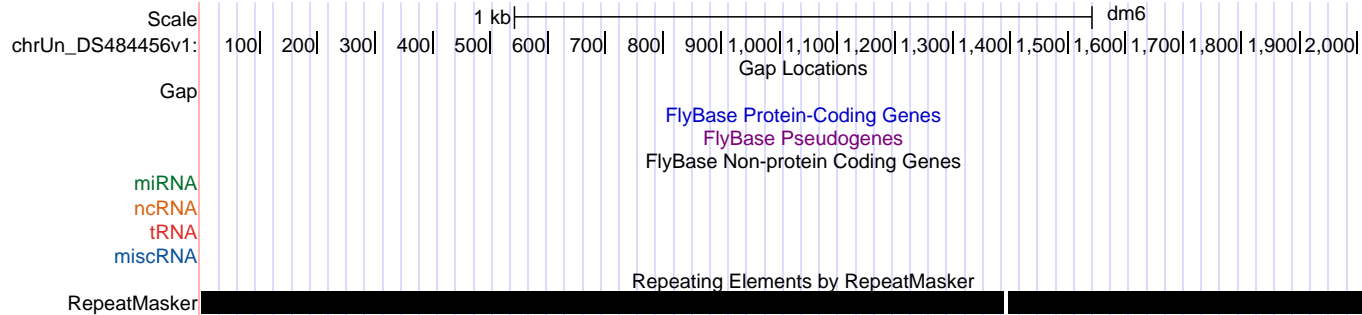 Scale 1 kb dm6
chrUn_DS484456v1: 100 200 300 400 500 600 700 800 900 1,000 1,100 1,200 1,300 1,400 1,500 1,600 1,700 1,800 1,900 2,000
Gap Locations
Gap
FlyBase Protein-Coding Genes
FlyBase Pseudogenes
FlyBase Non-protein Coding Genes
miRNA
ncRNA
tRNA
miscRNA
Repeating Elements by RepeatMasker
RepeatMasker